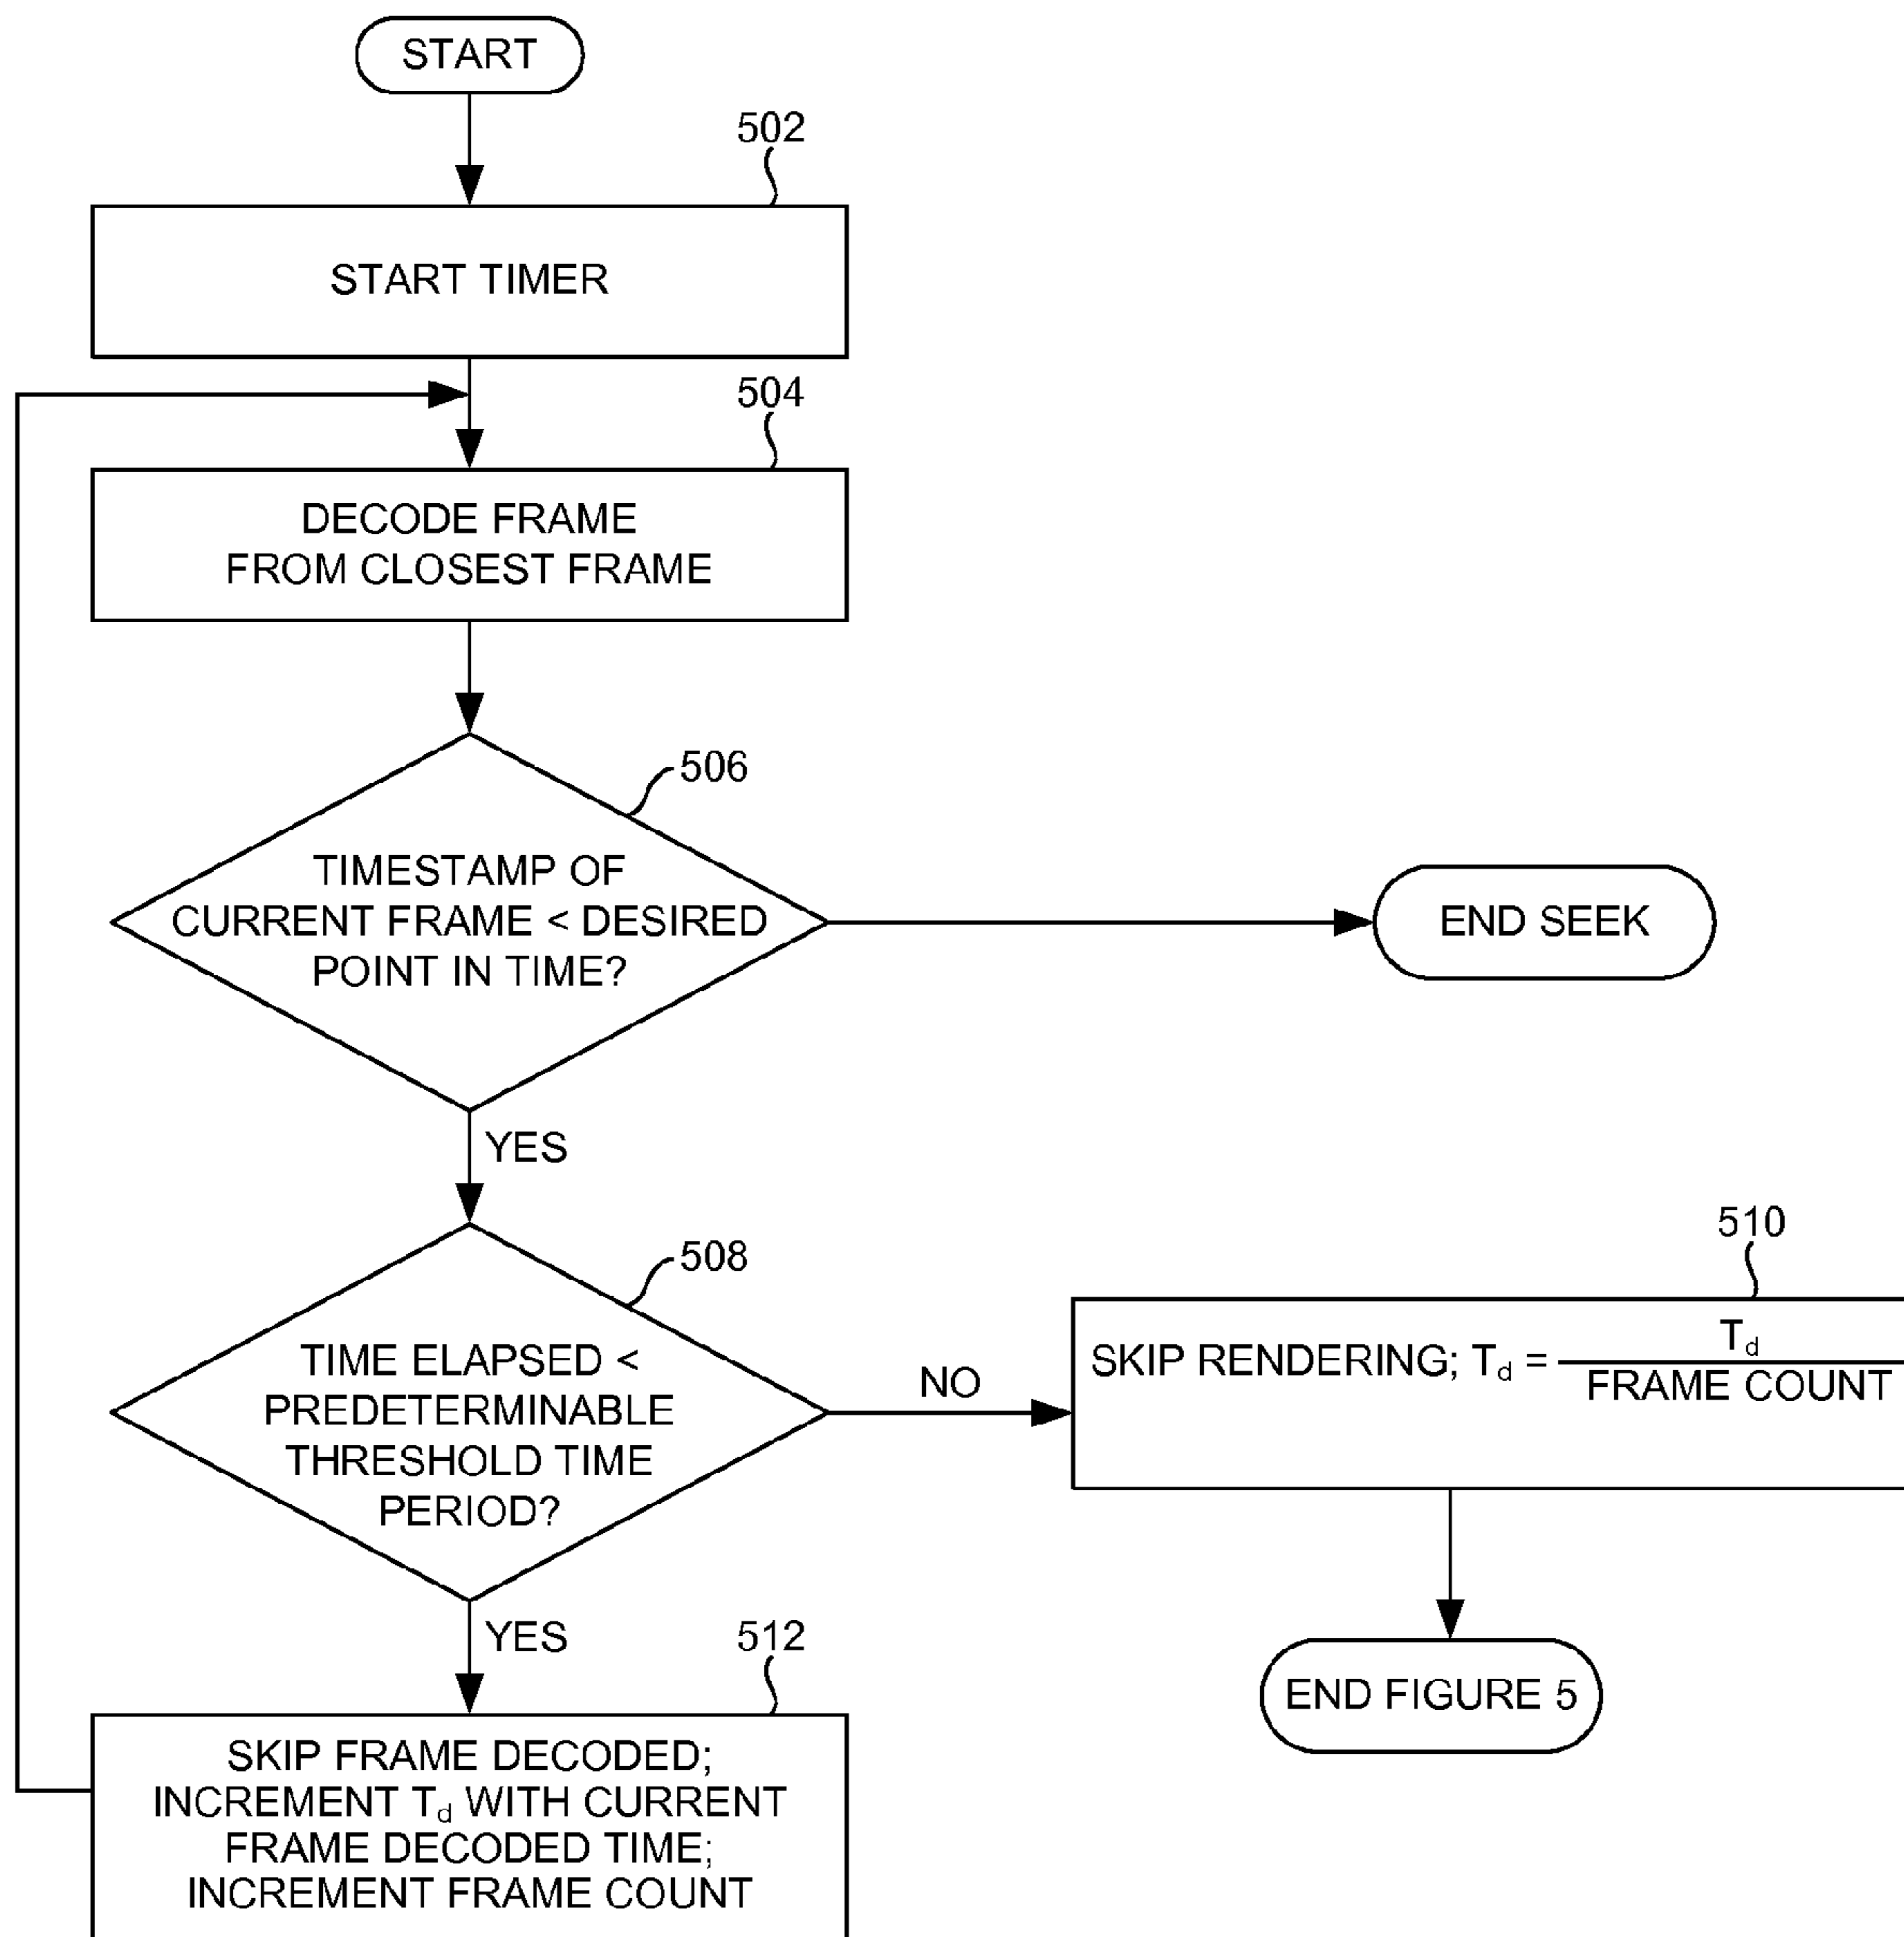 START
502
START TIMER
504
DECODE FRAME
FROM CLOSEST FRAME
506
TIMESTAMP OF
CURRENT FRAME < DESIRED
POINT IN TIME?
END SEEK
YES
508
TIME ELAPSED <
PREDETERMINABLE
THRESHOLD TIME
PERIOD?
NO
510
SKIP RENDERING; Td = Td / FRAME COUNT
END FIGURE 5
YES
512
SKIP FRAME DECODED;
INCREMENT Td WITH CURRENT
FRAME DECODED TIME;
INCREMENT FRAME COUNT